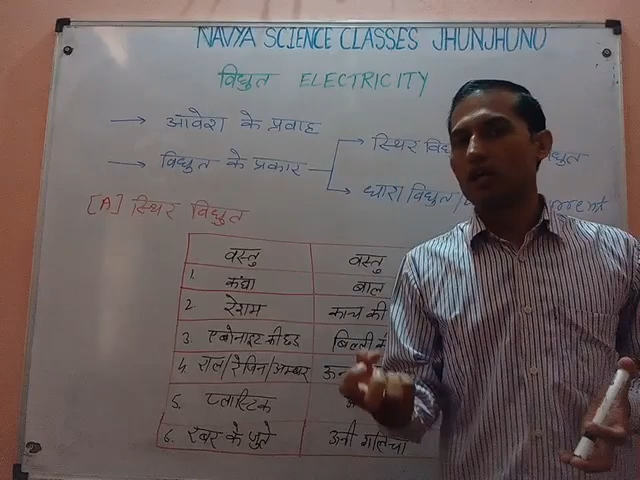 NAVYA SCIENCE CLASSES JHUNJHUNU
विद्युत ELECTRICITY
→ आवेश के प्रवाह
→ विद्युत के प्रकार
→ स्थिर
→ धारा विद्युत /
[A] स्थिर विद्युत
वस्तु वस्तु
1. कंघा बाल
2. रेशम काच की
3. एबोनाइट की छड़ बिल्ली
4. राल/रेजिन/अम्बर
5. प्लास्टिक
6. रबर के जुते ऊनी गलिचा